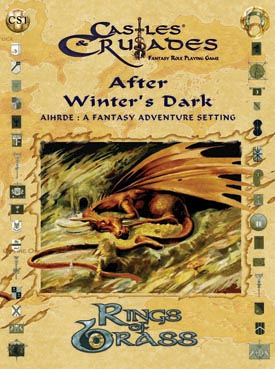 CS1
CASTLES
& CRUSADES
FANTASY ROLE PLAYING GAME
After
Winter's Dark
AIHRDE : A FANTASY ADVENTURE SETTING
RINGS
OF
BRASS